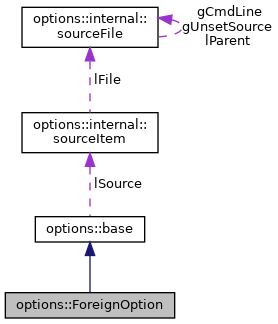 options::internal::
sourceFile
gCmdLine
gUnsetSource
lParent
lFile
options::internal::
sourceItem
lSource
options::base
options::ForeignOption